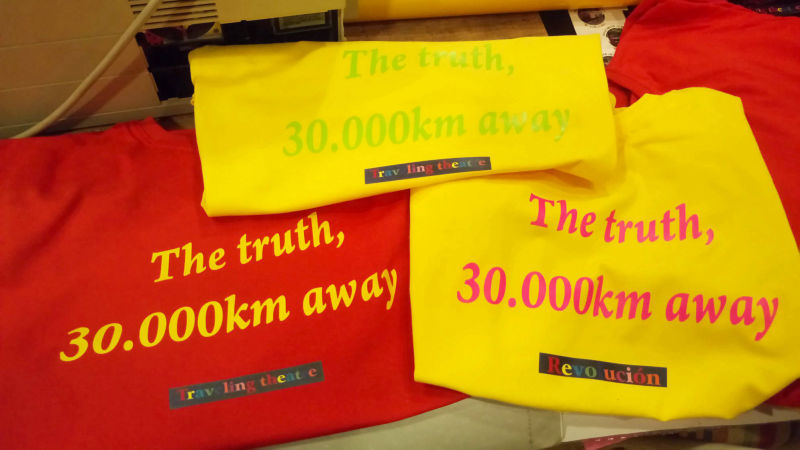 The truth,
30.000km away
Traveling theatre
The truth,
30.000km away
Traveling theatre
The truth,
30.000km away
Revolución